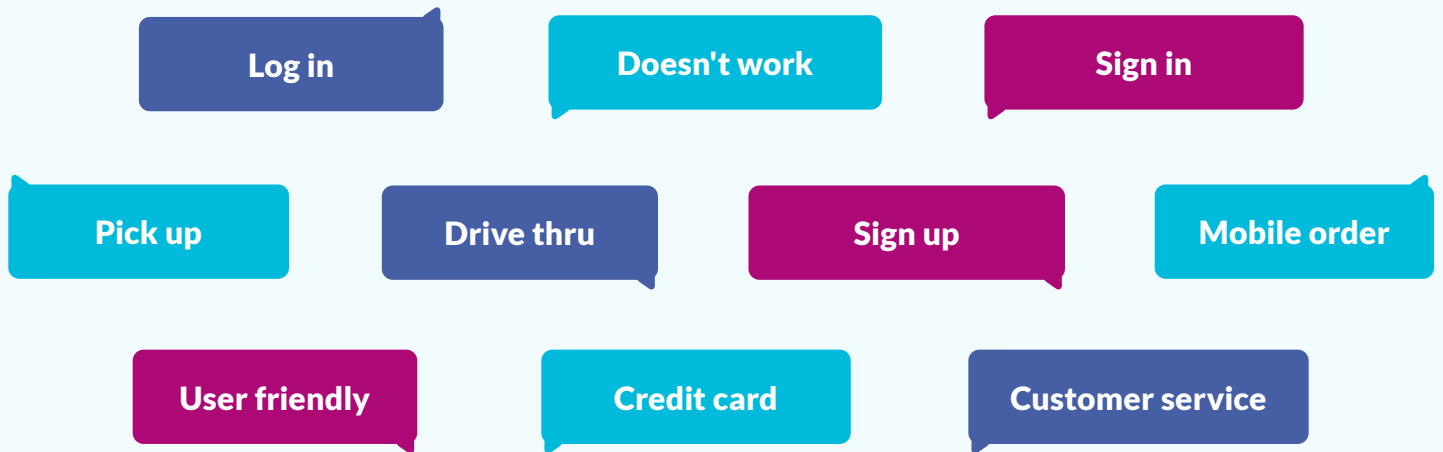 Log in
Doesn't work
Sign in
Pick up
Drive thru
Sign up
Mobile order
User friendly
Credit card
Customer service